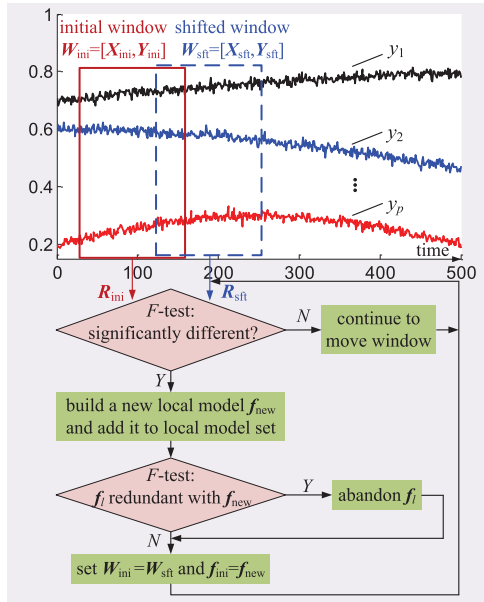 initial window shifted window
W_ini=[X_ini,Y_ini] W_sft=[X_sft,Y_sft]
1
0.8
0.6
0.4
0.2
y_1
y_2
⋮
y_p
time
0 100 200 300 400 500
R_ini R_sft
F-test:
significantly different?
N
continue to
move window
Y
build a new local model f_new
and add it to local model set
F-test:
f_l redundant with f_new
Y
abandon f_l
N
set W_ini=W_sft and f_ini=f_new